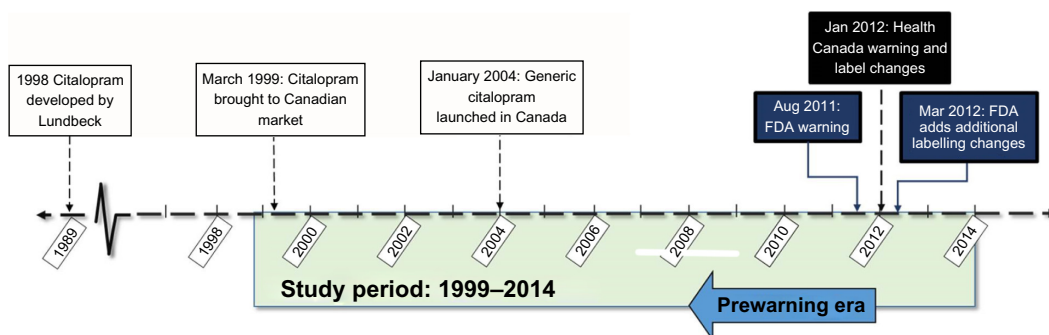 Jan 2012: Health
Canada warning and
label changes
1998 Citalopram
developed by
Lundbeck
March 1999: Citalopram
brought to Canadian
market
January 2004: Generic
citalopram
launched in Canada
Aug 2011:
FDA warning
Mar 2012: FDA
adds additional
labelling changes
1989
1998
2000
2002
2004
2006
2008
2010
2012
2014
Study period: 1999–2014
Prewarning era